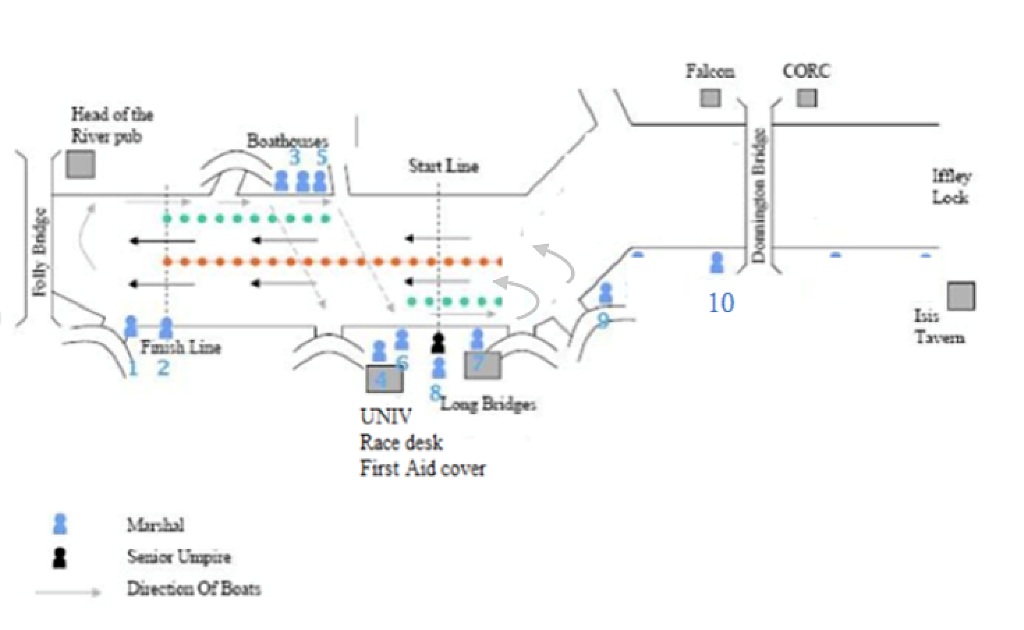 Falcon
CORC
Head of the
River pub
Boathouses
3 5
Start Line
Folly Bridge
Donnington Bridge
Iffley
Lock
10
9
Isis
Tavern
Finish Line
1 2
6
7
4
8
Long Bridges
UNIV
Race desk
First Aid cover
Marshal
Senior Umpire
Direction Of Boats